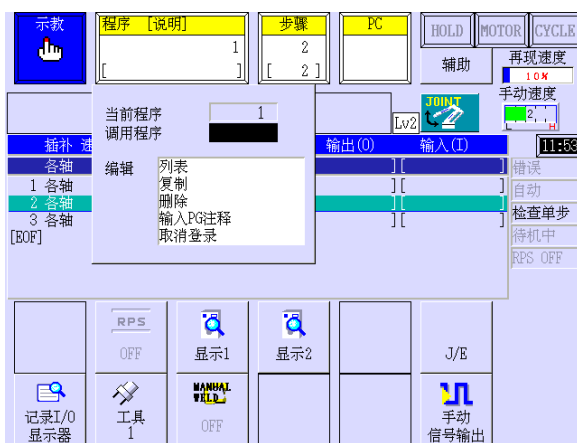 示教
程序 [说明]
1
[ ]
步骤
2
[ 2 ]
PC
HOLD
MOTOR
CYCLE
辅助
再现速度
10%
手动速度
2
L H
当前程序 1
调用程序
Lv2
JOINT
插补 速
输出(O) 输入(I)
11:53
各轴 ][ ]
1 各轴 ][ ]
2 各轴 ][ ]
3 各轴 ][ ]
[EOF]
编辑
列表
复制
删除
输入PG注释
取消登录
错误
自动
检查单步
待机中
RPS OFF
RPS
OFF
显示1
显示2
J/E
记录I/O
显示器
工具
1
MANUAL
WELD
OFF
手动
信号输出